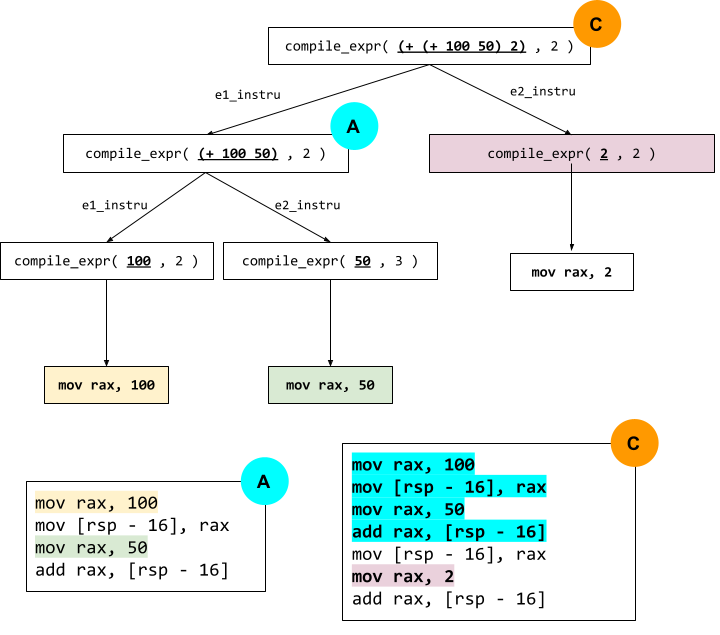 C
compile_expr( (+ (+ 100 50) 2) , 2 )
e1_instru
e2_instru
A
compile_expr( (+ 100 50) , 2 )
compile_expr( 2 , 2 )
e1_instru
e2_instru
compile_expr( 100 , 2 )
compile_expr( 50 , 3 )
mov rax, 2
mov rax, 100
mov rax, 50
A
mov rax, 100
mov [rsp - 16], rax
mov rax, 50
add rax, [rsp - 16]
C
mov rax, 100
mov [rsp - 16], rax
mov rax, 50
add rax, [rsp - 16]
mov [rsp - 16], rax
mov rax, 2
add rax, [rsp - 16]